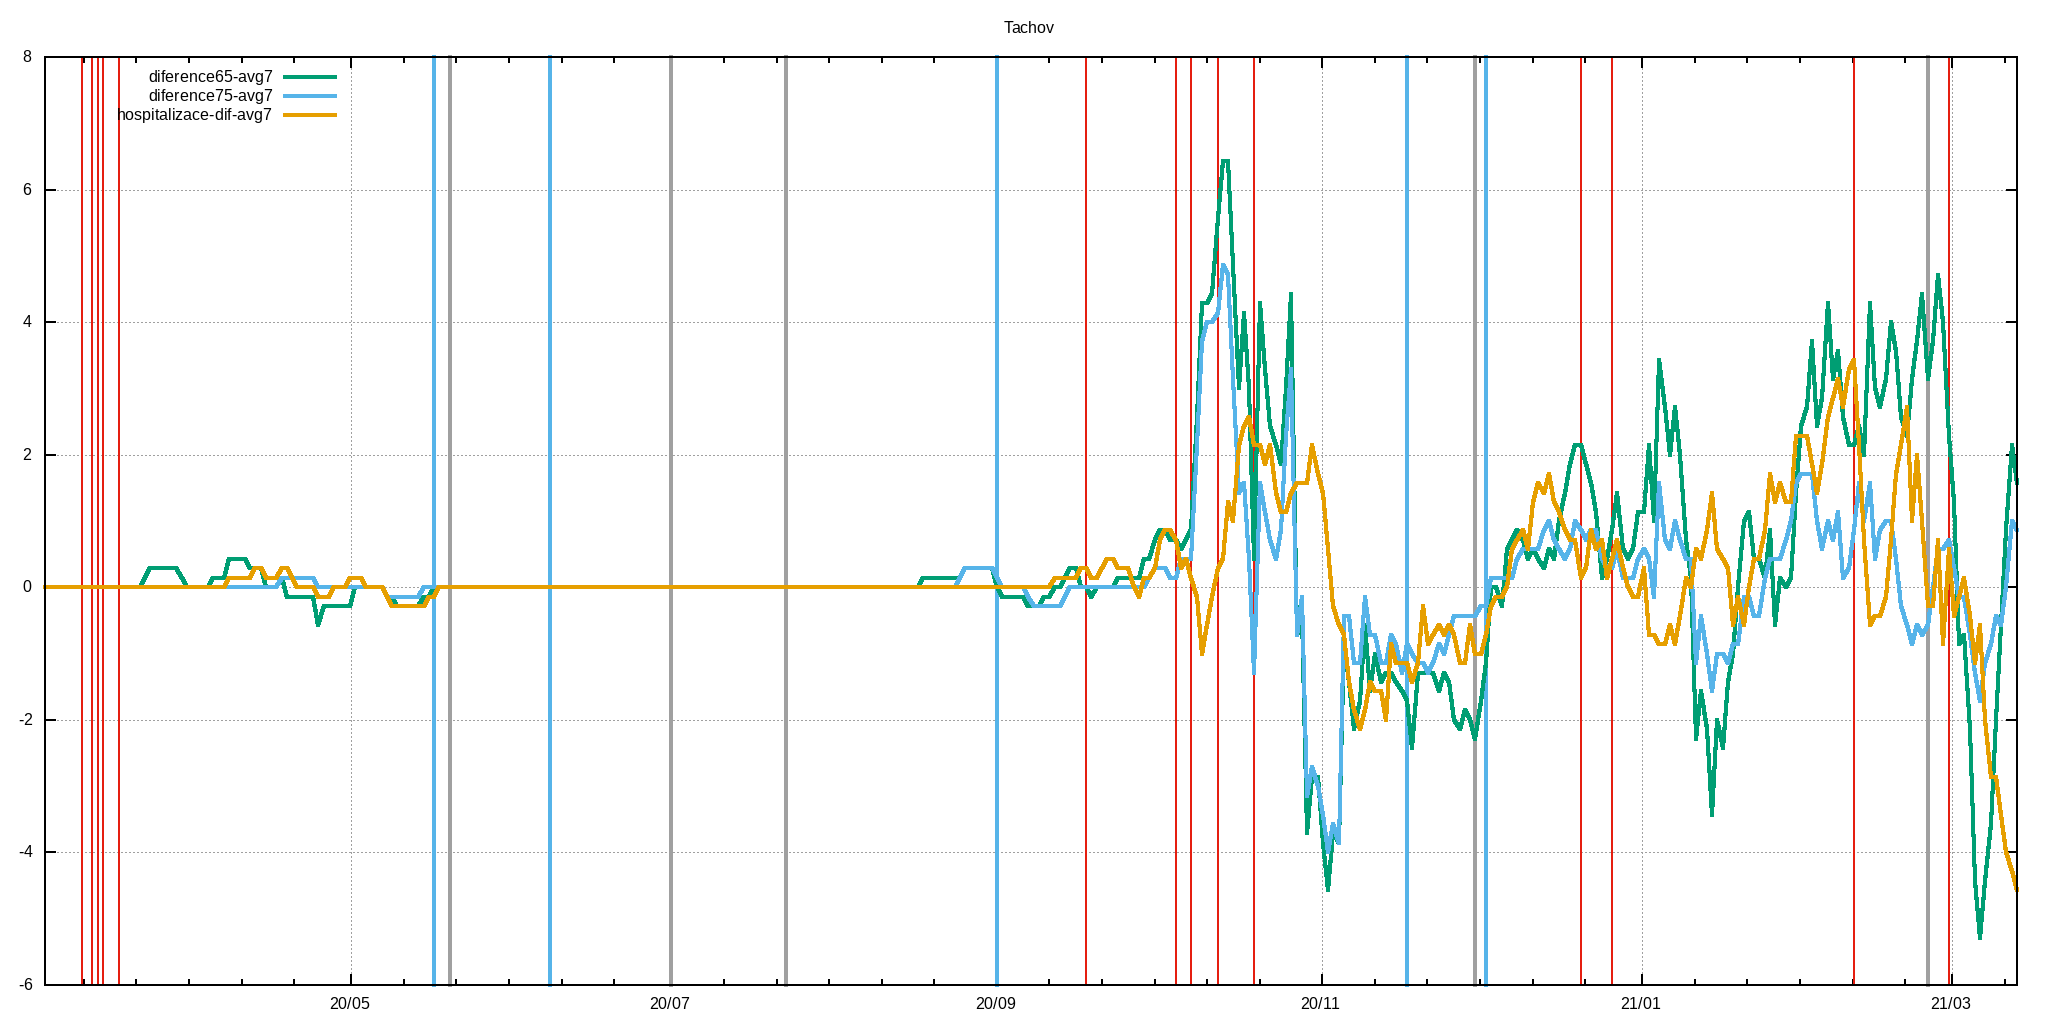 Tachov
8
diference65-avg7
diference75-avg7
hospitalizace-dif-avg7
6
4
2
0
-2
-4
-6
20/05 20/07 20/09 20/11 21/01 21/03